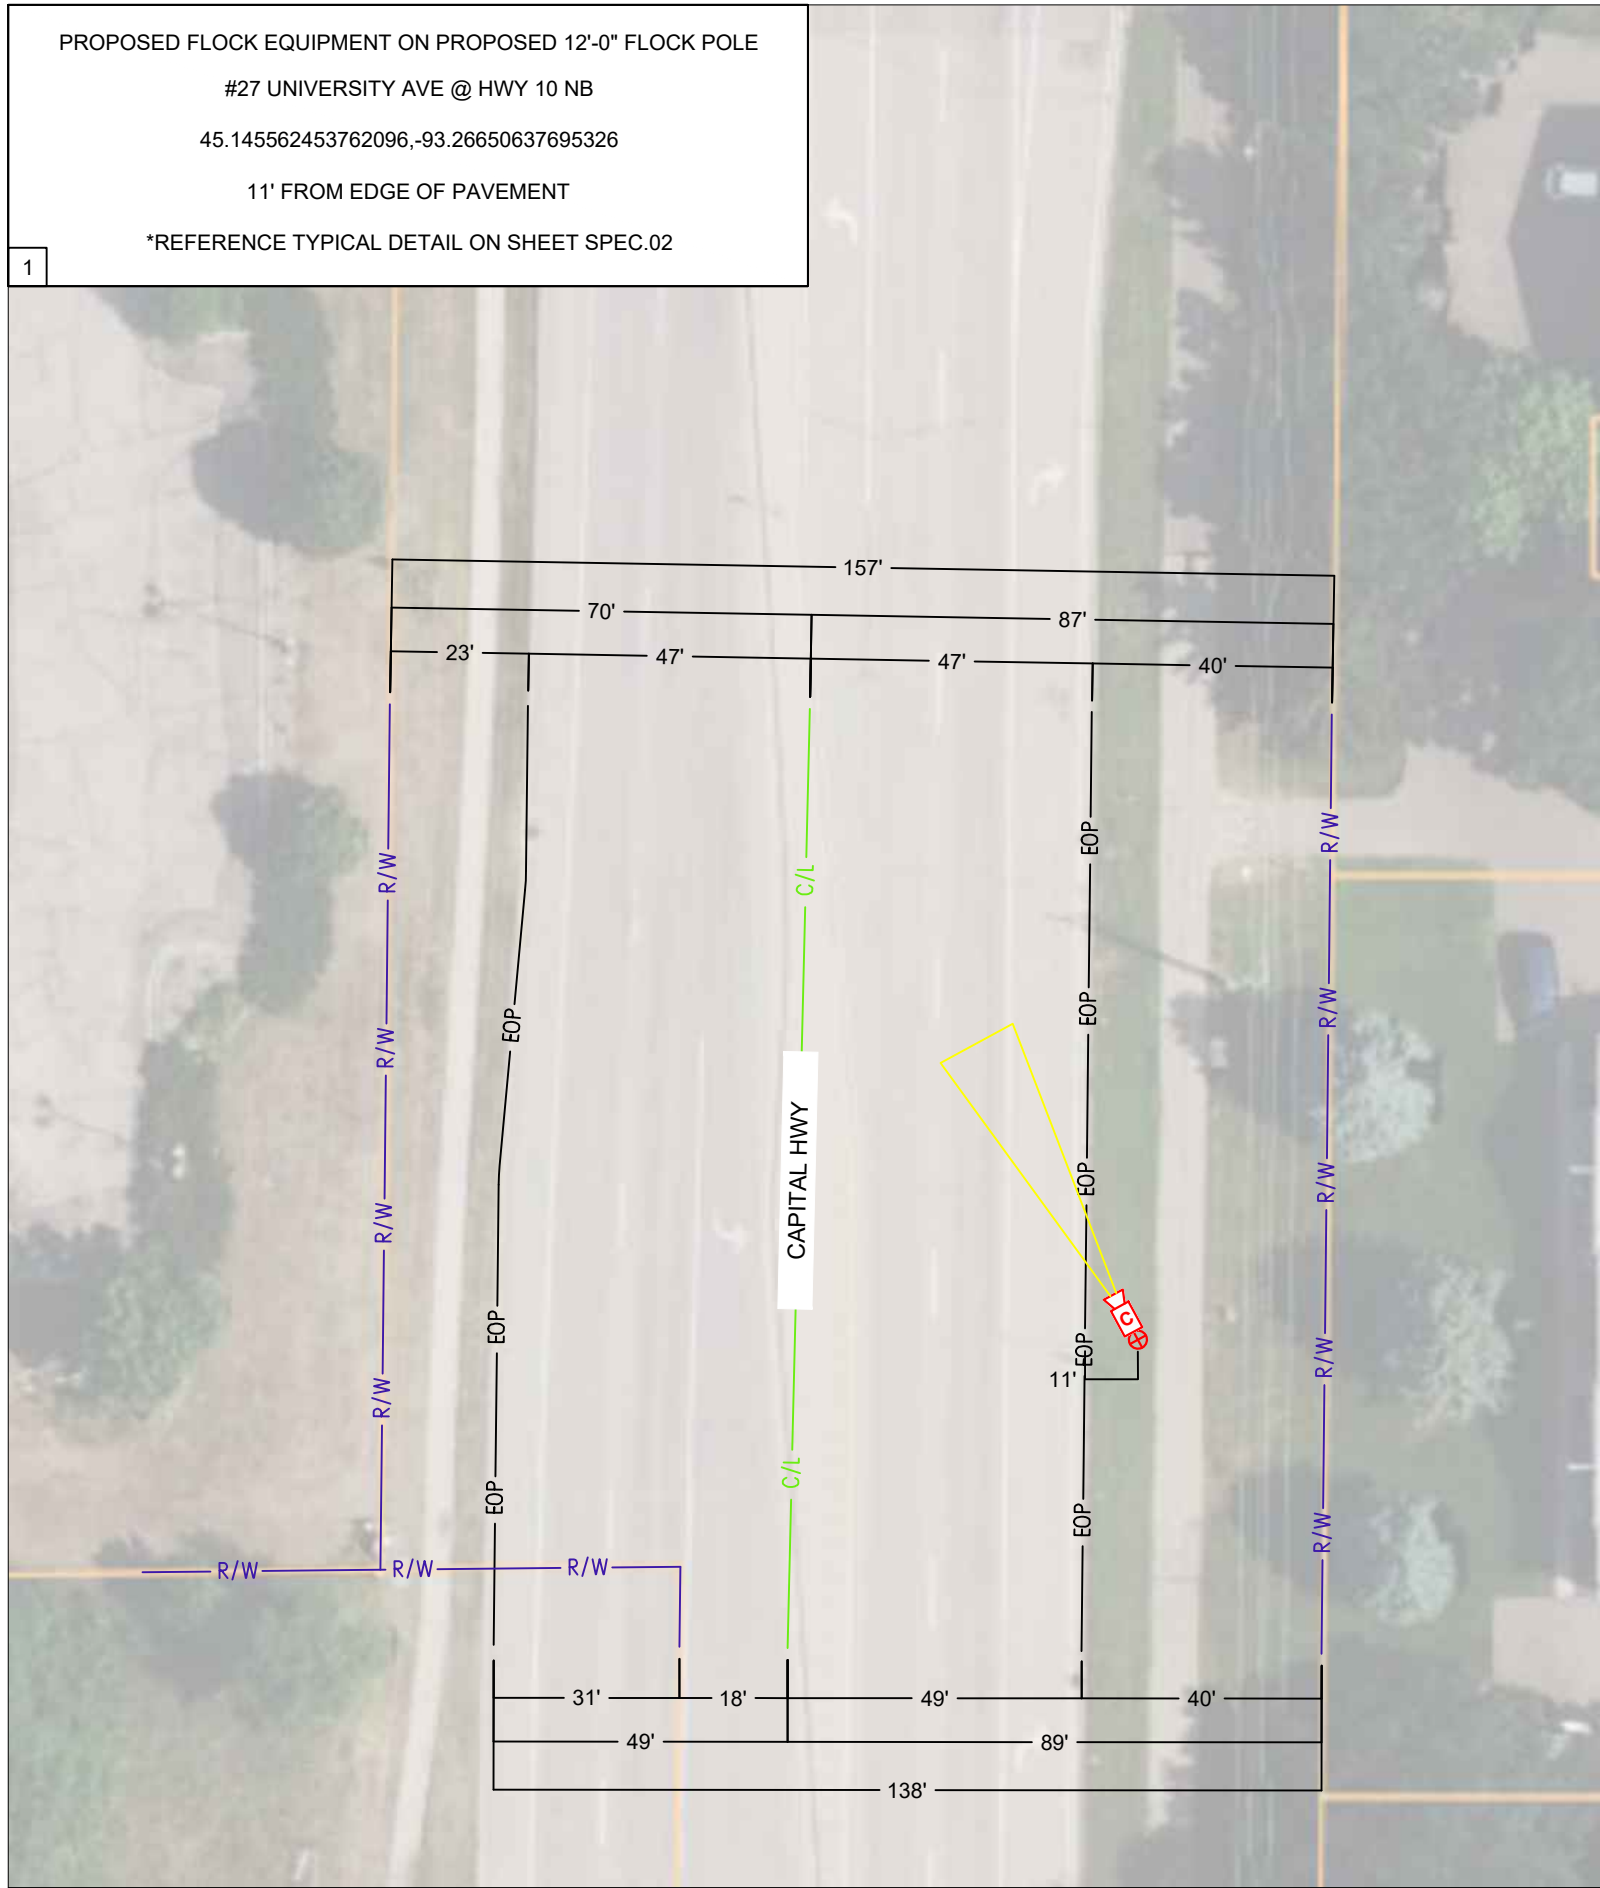 PROPOSED FLOCK EQUIPMENT ON PROPOSED 12'-0" FLOCK POLE
#27 UNIVERSITY AVE @ HWY 10 NB
45.145562453762096,-93.26650637695326
11' FROM EDGE OF PAVEMENT
*REFERENCE TYPICAL DETAIL ON SHEET SPEC.02
1
157'
70'
87'
23'
47'
47'
40'
R/W
C/L
EOP
R/W
EOP
R/W
EOP
R/W
R/W
CAPITAL HWY
EOP
R/W
R/W
EOP
C
EOP
R/W
11'
R/W
C/L
EOP
EOP
R/W
R/W
R/W
R/W
31'
18'
49'
40'
49'
89'
138'